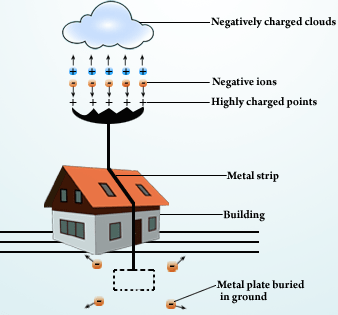 Negatively charged clouds
Negative ions
+ + + + +
Highly charged points
Metal strip
Building
Metal plate buried
in ground